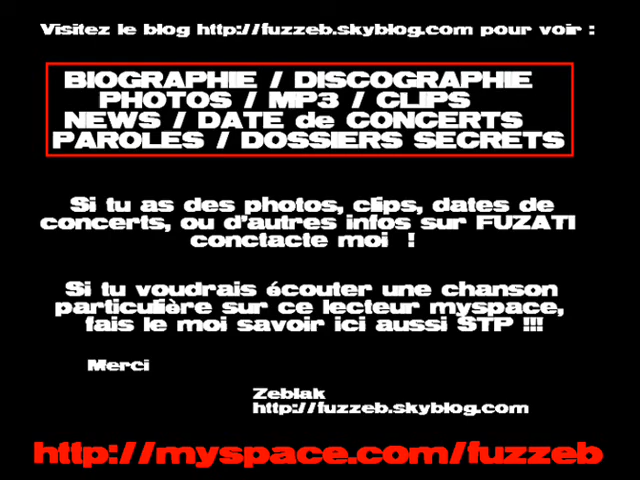 Visitez le blog http://fuzzeb.skyblog.com pour voir :
BIOGRAPHIE / DISCOGRAPHIE
PHOTOS / MP3 / CLIPS
NEWS / DATE de CONCERTS
PAROLES / DOSSIERS SECRETS
Si tu as des photos, clips, dates de
concerts, ou d'autres infos sur FUZATI
conctacte moi !
Si tu voudrais écouter une chanson
particulière sur ce lecteur myspace,
fais le moi savoir ici aussi STP !!!
Merci
Zeblak
http://fuzzeb.skyblog.com
http://myspace.com/fuzzeb